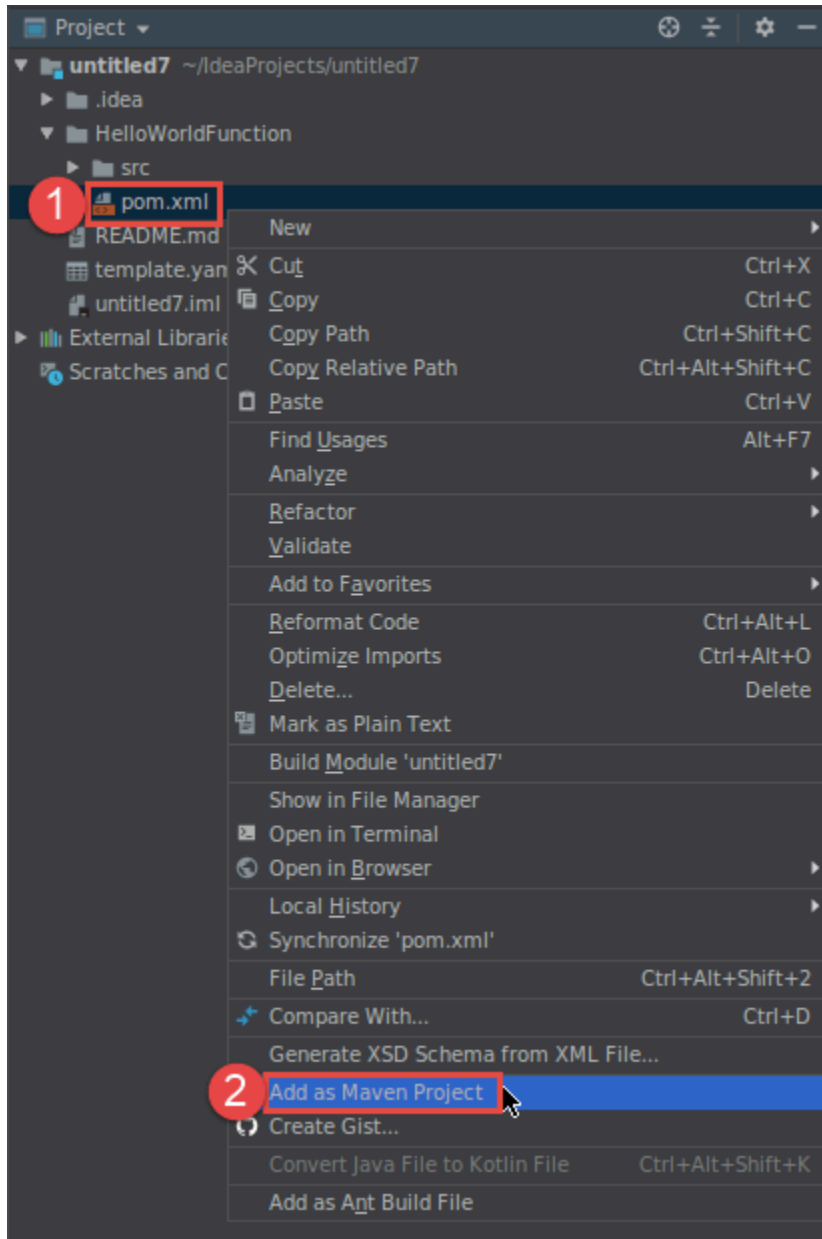 Project
untitled7 ~/IdeaProjects/untitled7
.idea
HelloWorldFunction
src
1 pom.xml
README.md
template.yam
untitled7.iml
External Librarie
Scratches and C
New
Cut Ctrl+X
Copy Ctrl+C
Copy Path Ctrl+Shift+C
Copy Relative Path Ctrl+Alt+Shift+C
Paste Ctrl+V
Find Usages Alt+F7
Analyze
Refactor
Validate
Add to Favorites
Reformat Code Ctrl+Alt+L
Optimize Imports Ctrl+Alt+O
Delete... Delete
Mark as Plain Text
Build Module 'untitled7'
Show in File Manager
Open in Terminal
Open in Browser
Local History
Synchronize 'pom.xml'
File Path Ctrl+Alt+Shift+2
Compare With... Ctrl+D
Generate XSD Schema from XML File...
2 Add as Maven Project
Create Gist...
Convert Java File to Kotlin File Ctrl+Alt+Shift+K
Add as Ant Build File